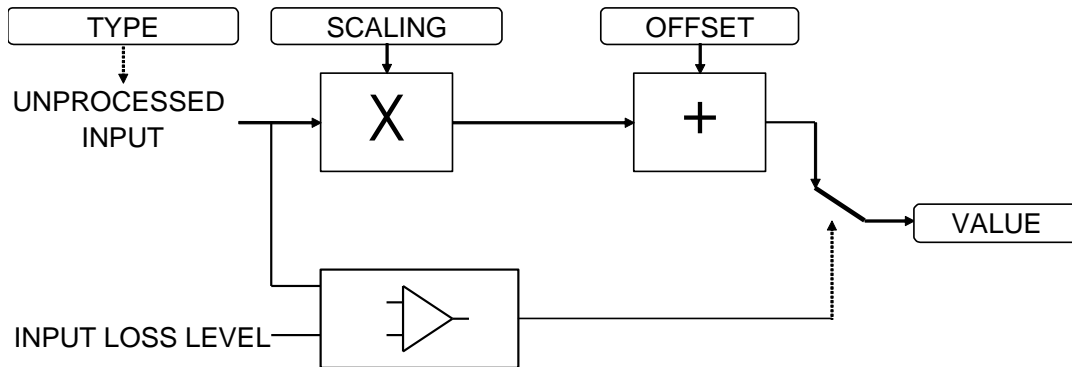 TYPE
SCALING
OFFSET
UNPROCESSED
INPUT
X
+
VALUE
INPUT LOSS LEVEL